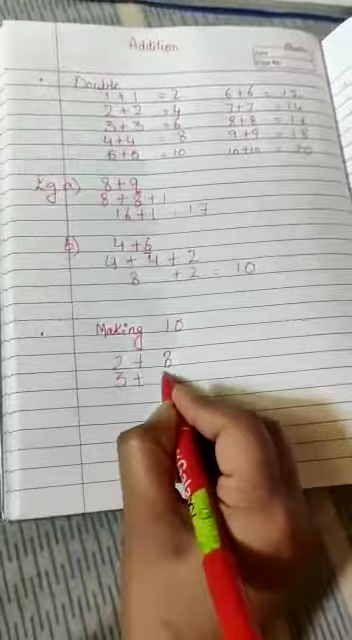 Addition
Double
1 + 1 = 2 6 + 6 = 12
2 + 2 = 4 7 + 7 = 14
3 + 3 = 6 8 + 8 = 16
4 + 4 = 8 9 + 9 = 18
5 + 5 = 10 10 + 10 = 20
Eg a) 8 + 9
8 + 8 + 1
16 + 1 = 17
b) 4 + 6
4 + 4 + 2
8 + 2 = 10
Making 10
2 + 8
3 +